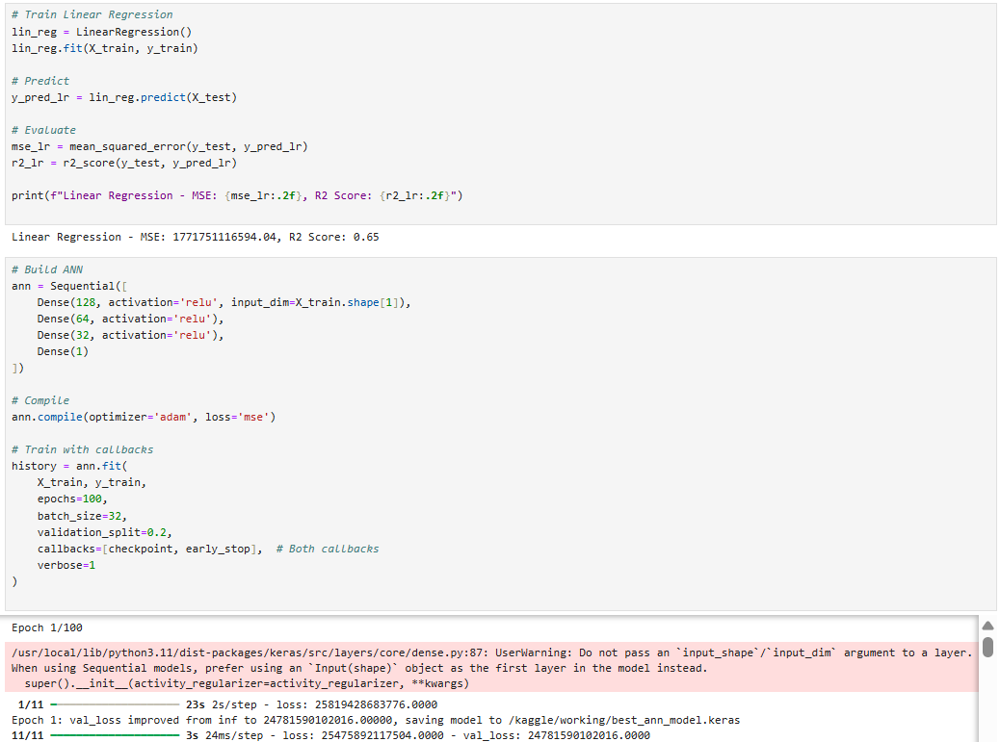 # Train Linear Regression
lin_reg = LinearRegression()
lin_reg.fit(X_train, y_train)
# Predict
y_pred_lr = lin_reg.predict(X_test)
# Evaluate
mse_lr = mean_squared_error(y_test, y_pred_lr)
r2_lr = r2_score(y_test, y_pred_lr)
print(f"Linear Regression - MSE: {mse_lr:.2f}, R2 Score: {r2_lr:.2f}")
Linear Regression - MSE: 1771751116594.04, R2 Score: 0.65
# Build ANN
ann = Sequential([
    Dense(128, activation='relu', input_dim=X_train.shape[1]),
    Dense(64, activation='relu'),
    Dense(32, activation='relu'),
    Dense(1)
])
# Compile
ann.compile(optimizer='adam', loss='mse')
# Train with callbacks
history = ann.fit(
    X_train, y_train,
    epochs=100,
    batch_size=32,
    validation_split=0.2,
    callbacks=[checkpoint, early_stop],  # Both callbacks
    verbose=1
)
Epoch 1/100
/usr/local/lib/python3.11/dist-packages/keras/src/layers/core/dense.py:87: UserWarning: Do not pass an `input_shape`/`input_dim` argument to a layer.
When using Sequential models, prefer using an `Input(shape)` object as the first layer in the model instead.
  super().__init__(activity_regularizer=activity_regularizer, **kwargs)
1/11 23s 2s/step - loss: 25819428683776.0000
Epoch 1: val_loss improved from inf to 24781590102016.00000, saving model to /kaggle/working/best_ann_model.keras
11/11 3s 24ms/step - loss: 25475892117504.0000 - val_loss: 24781590102016.0000